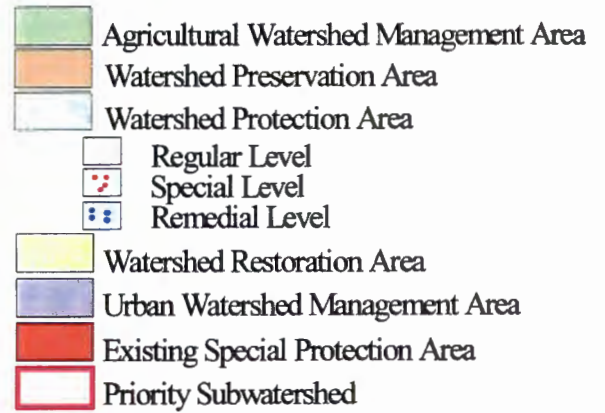 Agricultural Watershed Management Area
Watershed Preservation Area
Watershed Protection Area
Regular Level
Special Level
Remedial Level
Watershed Restoration Area
Urban Watershed Management Area
Existing Special Protection Area
Priority Subwatershed